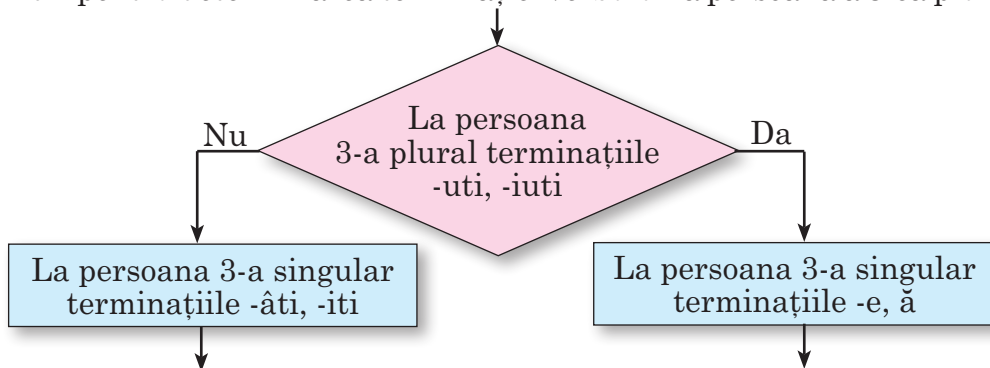 La persoana
3-a plural terminațiile
-uti, -iuti
Nu
Da
La persoana 3-a singular
terminațiile -âti, -iti
La persoana 3-a singular
terminațiile -e, ă